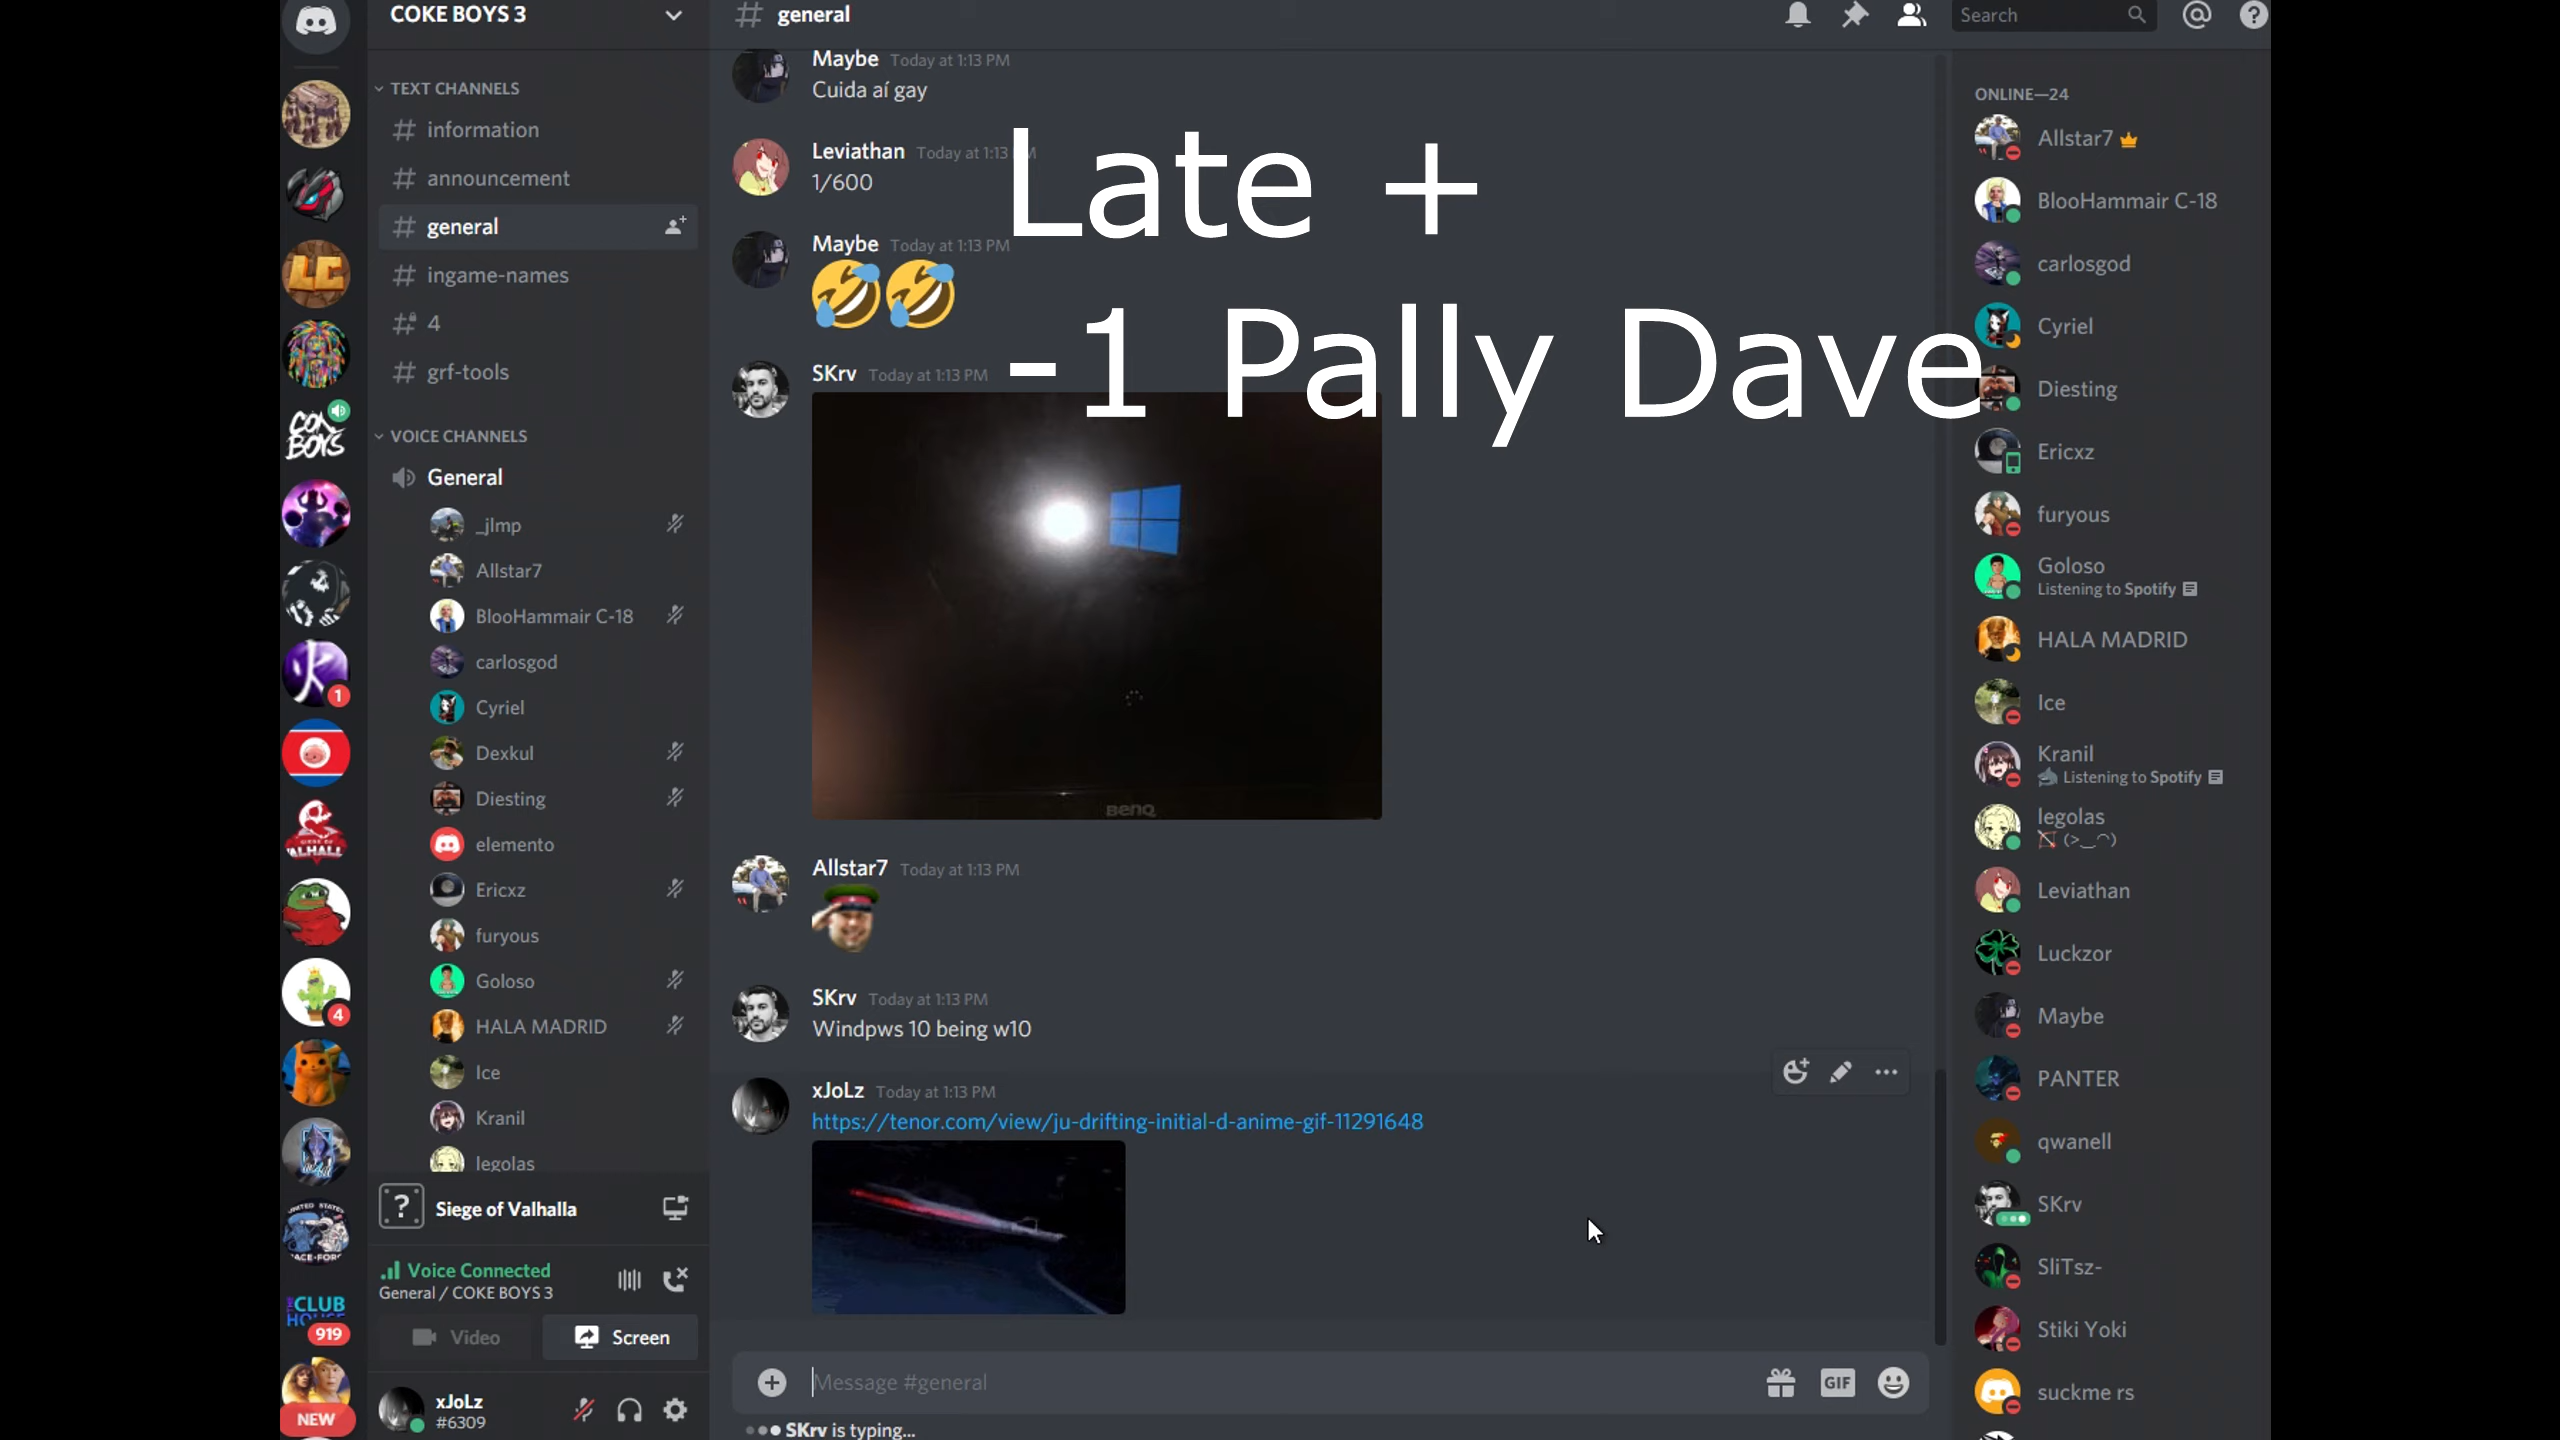 COKE BOYS 3
TEXT CHANNELS
information
announcement
general
ingame-names
4
grf-tools
VOICE CHANNELS
General
_jlmp
Allstar7
BlooHammair C-18
carlosgod
Cyriel
Dexkul
Diesting
elemento
Ericxz
furyous
Goloso
HALA MADRID
Ice
Kranil
legolas
? Siege of Valhalla
Voice Connected
General / COKE BOYS 3
Video Screen
xJoLz
#6309
LC
COKE
BOYS
火
1
4
CLUB
919
NEW
# general
Search
Maybe Today at 1:13 PM
Cuida aí gay
Leviathan Today at 1:13 PM
1/600
Maybe Today at 1:13 PM
🤣🤣
SKrv Today at 1:13 PM
BenQ
Allstar7 Today at 1:13 PM
SKrv Today at 1:13 PM
Windpws 10 being w10
xJoLz Today at 1:13 PM
https://tenor.com/view/ju-drifting-initial-d-anime-gif-11291648
Message #general
GIF
SKrv is typing...
Late +
-1 Pally Dave
ONLINE—24
Allstar7
BlooHammair C-18
carlosgod
Cyriel
Diesting
Ericxz
furyous
Goloso
Listening to Spotify
HALA MADRID
Ice
Kranil
Listening to Spotify
legolas
(>‿◠)
Leviathan
Luckzor
Maybe
PANTER
qwanell
SKrv
SliTsz-
Stiki Yoki
suckme rs